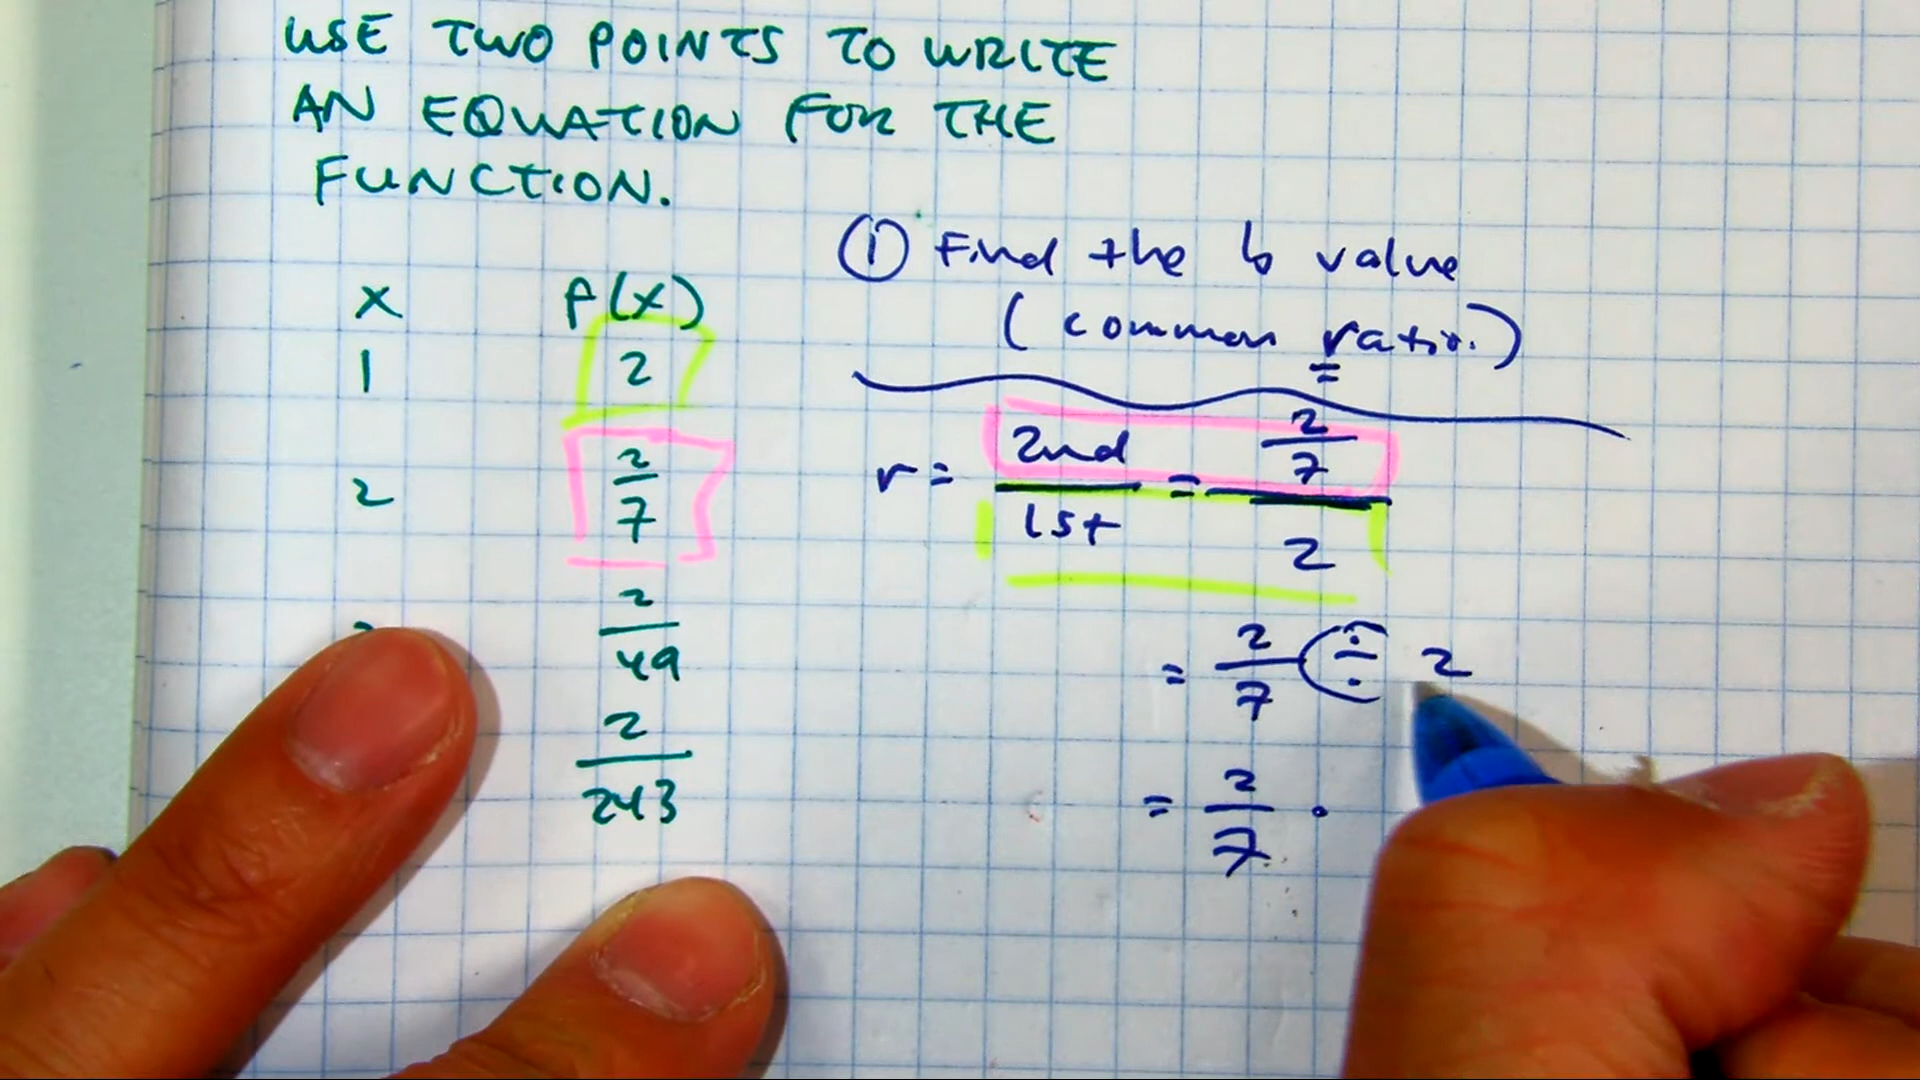 USE TWO POINTS TO WRITE
AN EQUATION FOR THE
FUNCTION.
x f(x)
1 2
2 2/7
2/49
2/243
① Find the b value
(common ratio.)
=
r = 2nd/1st = 2/7/2
= 2/7 ÷ 2
= 2/7 ·